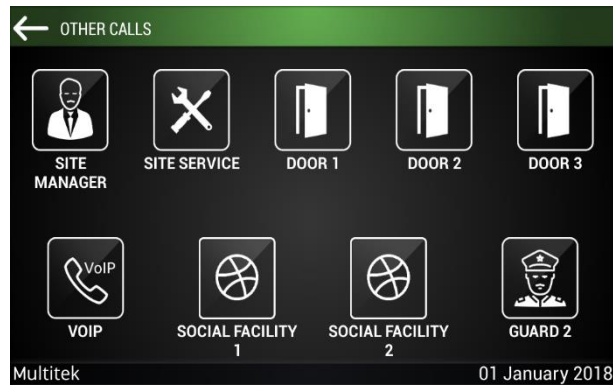 OTHER CALLS
SITE
MANAGER
SITE SERVICE
DOOR 1
DOOR 2
DOOR 3
VoIP
VOIP
SOCIAL FACILITY
1
SOCIAL FACILITY
2
GUARD 2
Multitek
01 January 2018